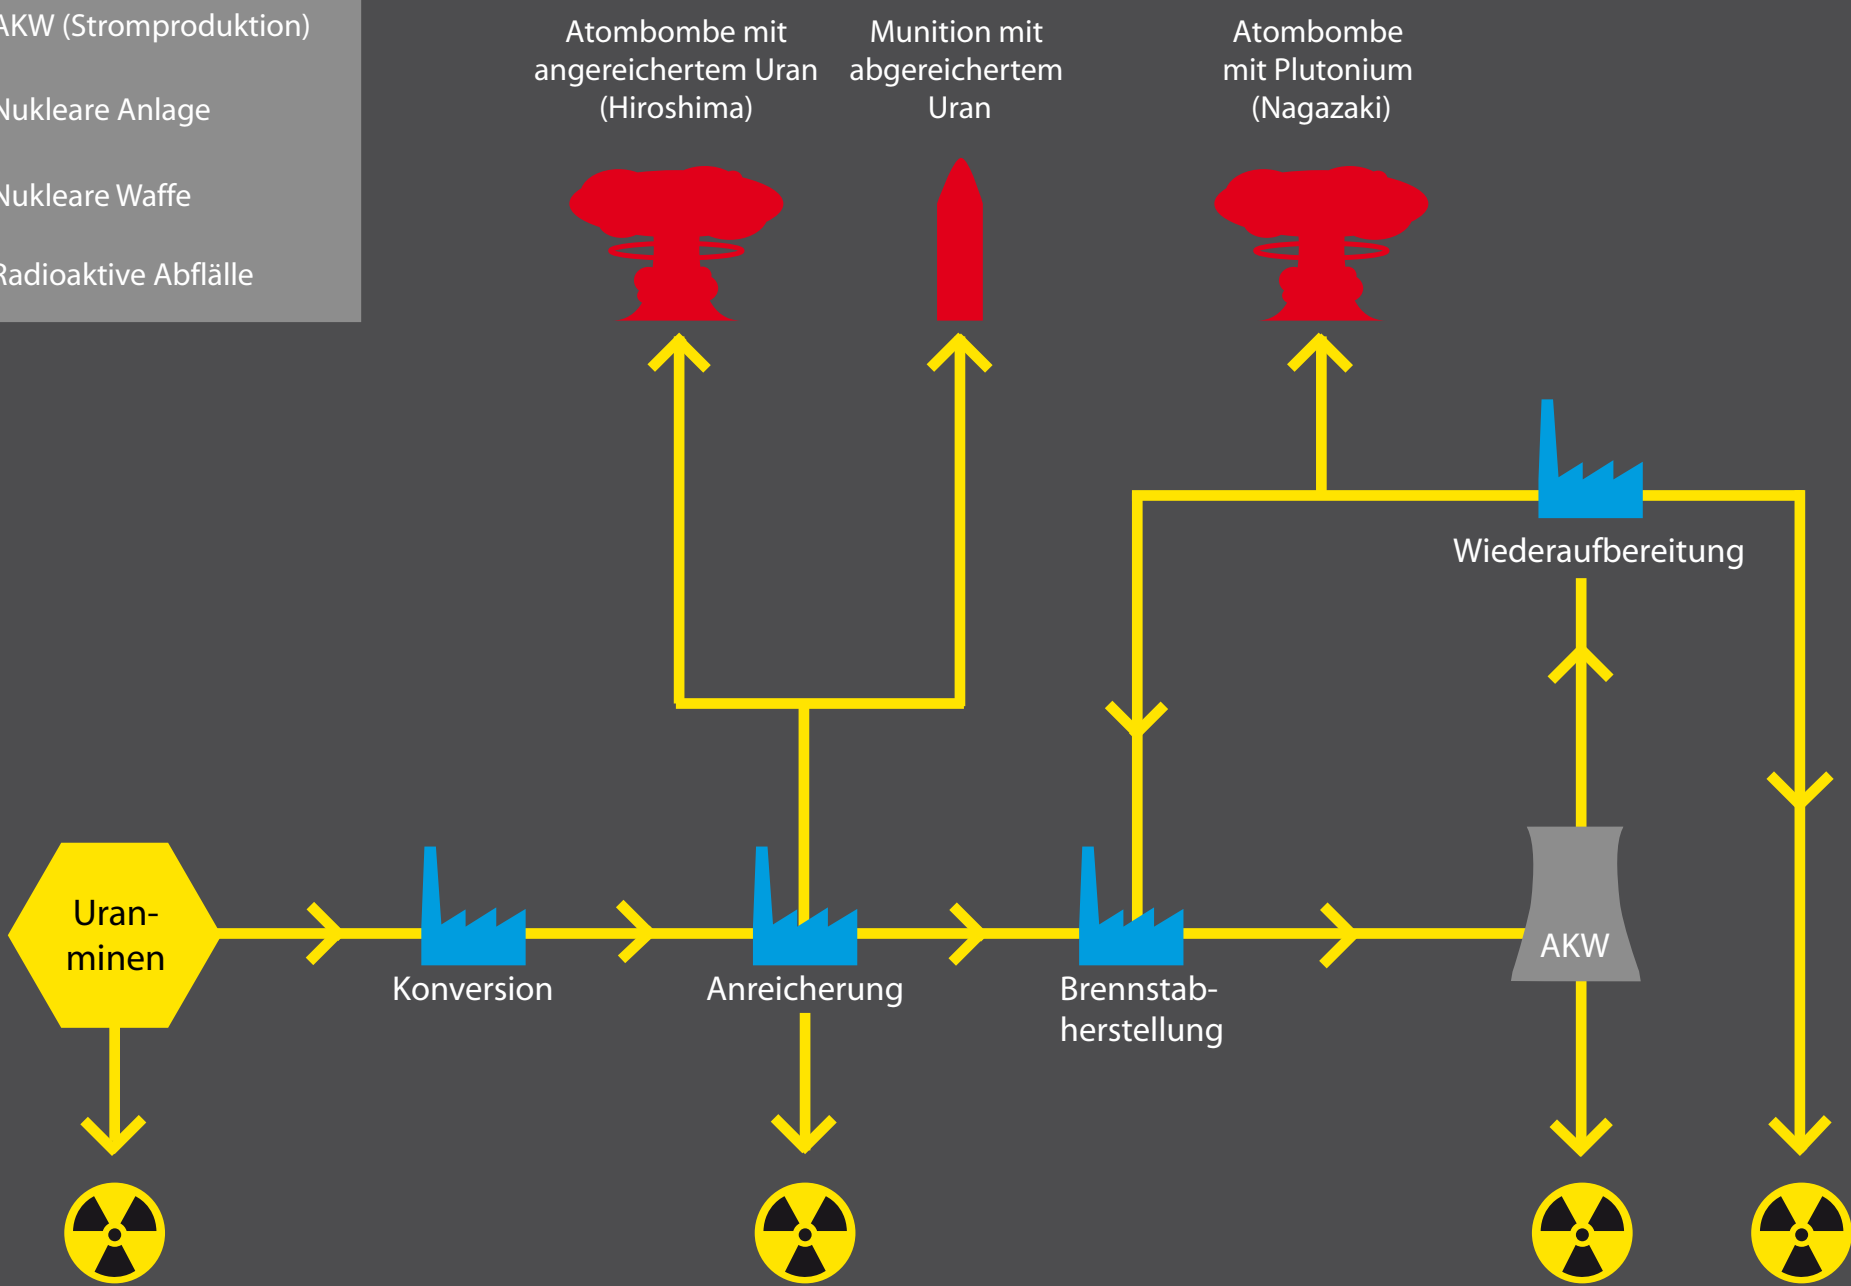 AKW (Stromproduktion)
Nukleare Anlage
Nukleare Waffe
Radioaktive Abflälle
Atombombe mit
angereichertem Uran
(Hiroshima)
Munition mit
abgereichertem
Uran
Atombombe
mit Plutonium
(Nagazaki)
Wiederaufbereitung
Uran-
minen
Konversion
Anreicherung
Brennstab-
herstellung
AKW